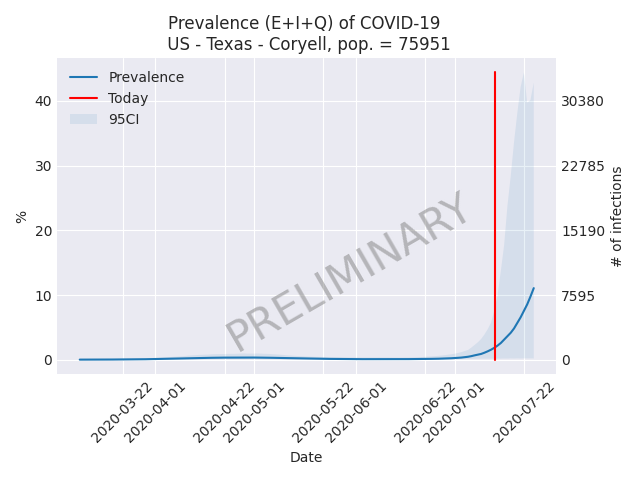 Prevalence (E+I+Q) of COVID-19
US - Texas - Coryell, pop. = 75951
Prevalence
Today
95CI
40
30
20
10
0
%
30380
22785
15190
7595
0
# of infections
PRELIMINARY
2020-03-22
2020-04-01
2020-04-22
2020-05-01
2020-05-22
2020-06-01
2020-06-22
2020-07-01
2020-07-22
Date